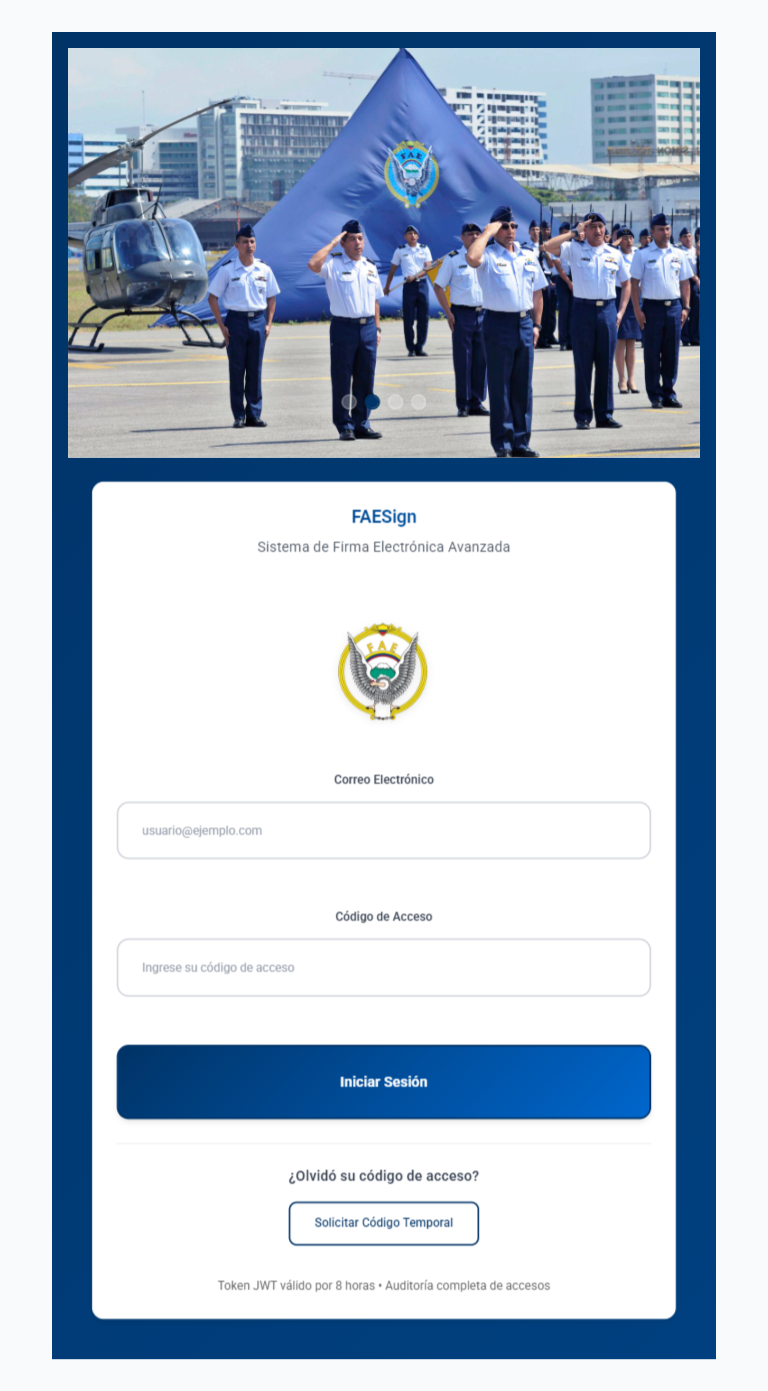 FAE
FAESign
Sistema de Firma Electrónica Avanzada
FAE
Correo Electrónico
usuario@ejemplo.com
Código de Acceso
Ingrese su código de acceso
Iniciar Sesión
¿Olvidó su código de acceso?
Solicitar Código Temporal
Token JWT válido por 8 horas • Auditoría completa de accesos